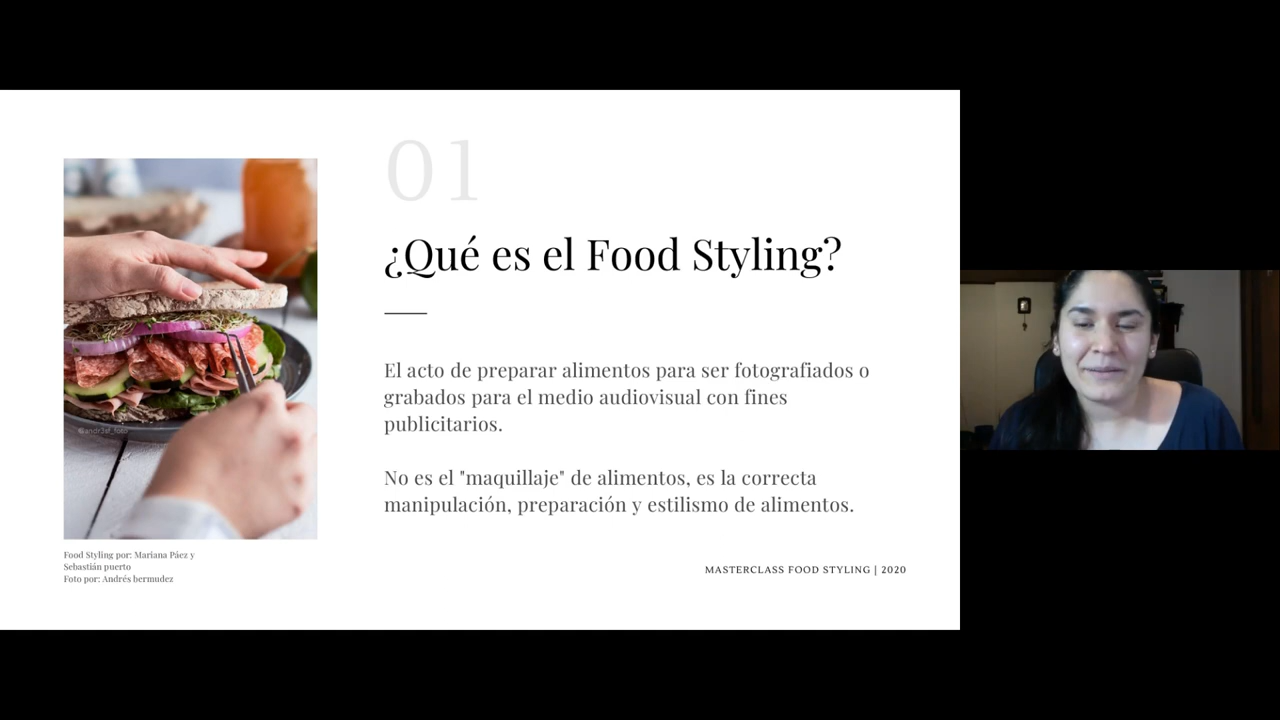 01
¿Qué es el Food Styling?
El acto de preparar alimentos para ser fotografiados o
grabados para el medio audiovisual con fines
publicitarios.
No es el "maquillaje" de alimentos, es la correcta
manipulación, preparación y estilismo de alimentos.
@andr3sf_foto
Food Styling por: Mariana Páez y
Sebastián puerto
Foto por: Andrés bermudez
MASTERCLASS FOOD STYLING | 2020